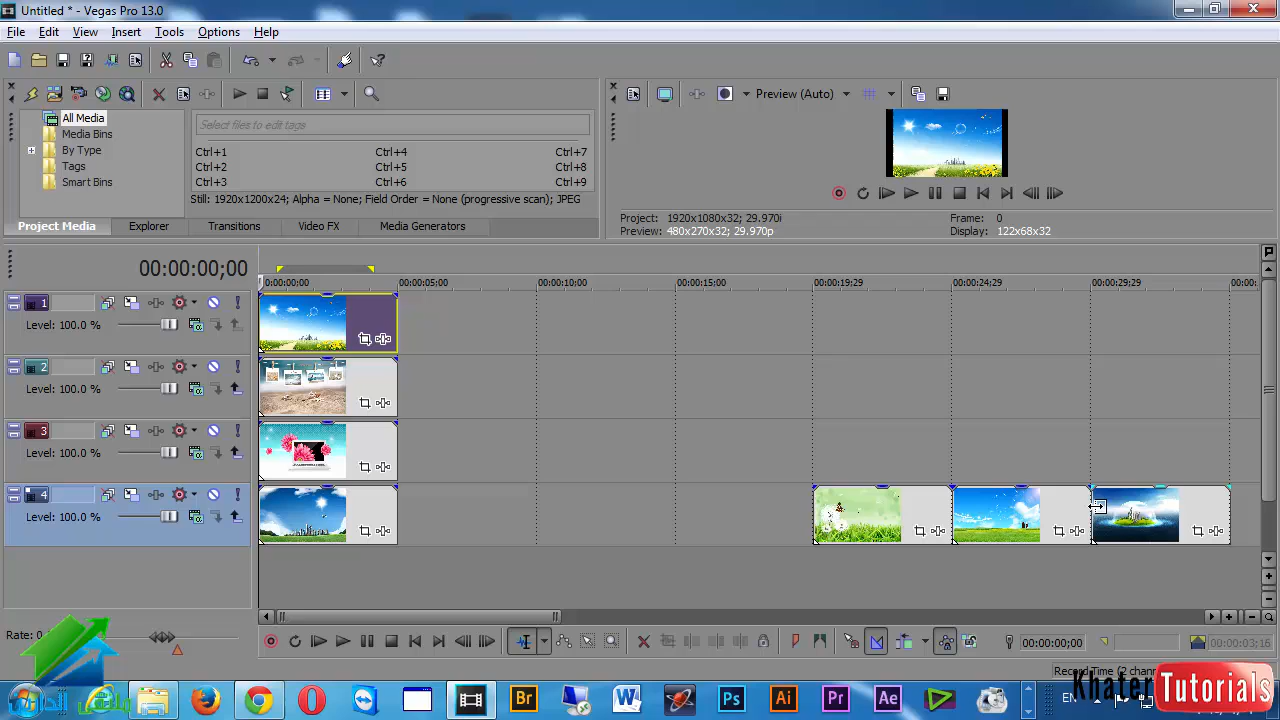 Untitled * - Vegas Pro 13.0
File Edit View Insert Tools Options Help
Preview (Auto)
All Media
Media Bins
By Type
Tags
Smart Bins
Select files to edit tags
Ctrl+1 Ctrl+4 Ctrl+7
Ctrl+2 Ctrl+5 Ctrl+8
Ctrl+3 Ctrl+6 Ctrl+9
Still: 1920x1200x24; Alpha = None; Field Order = None (progressive scan); JPEG
Project Media Explorer Transitions Video FX Media Generators
Project: 1920x1080x32; 29.970i Frame: 0
Preview: 480x270x32; 29.970p Display: 122x68x32
00:00:00;00
0:00:00;00 00:00:05;00 00:00:10;00 00:00:15;00 00:00:19;29 00:00:24;29 00:00:29;29 00:00:
1
Level: 100.0 %
2
Level: 100.0 %
3
Level: 100.0 %
4
Level: 100.0 %
Rate: 0
00:00:00;00 00:00:03;16
Record Time (2 chann
Khater Tutorials
Br W Ps Ai Pr Ae EN